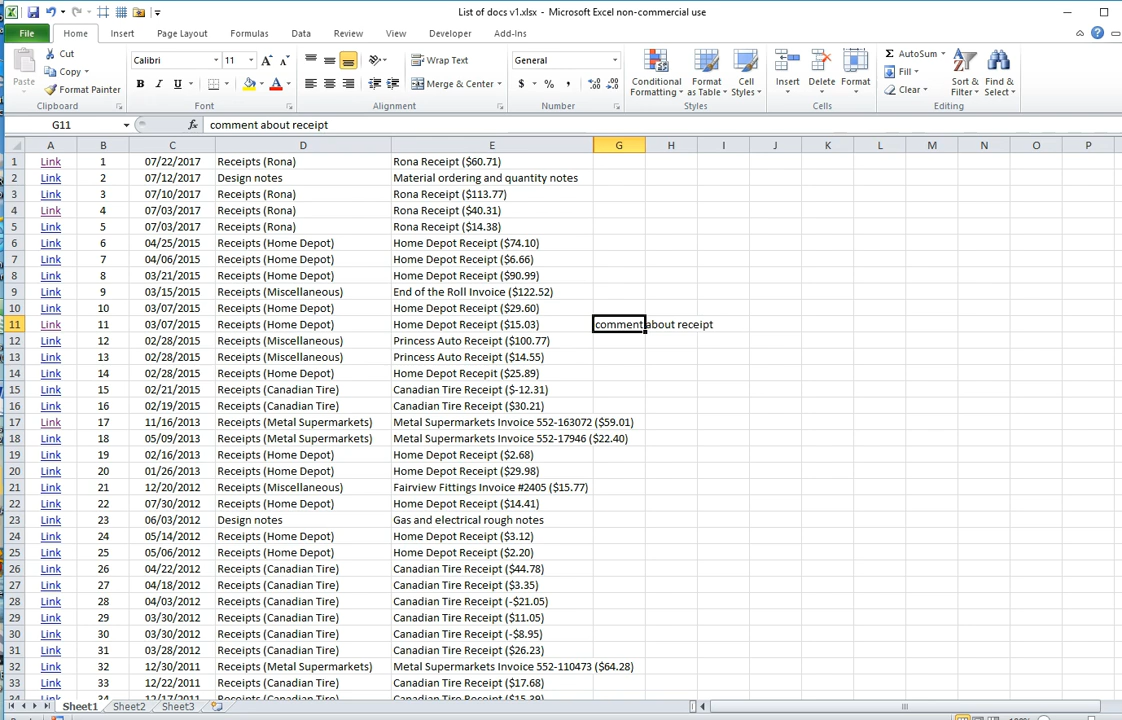 List of docs v1.xlsx - Microsoft Excel non-commercial use
File Home Insert Page Layout Formulas Data Review View Developer Add-Ins
Paste Cut Copy Format Painter Clipboard
Calibri 11 B I U A Font
Wrap Text Merge & Center Alignment
General $ % , Number
Conditional Formatting Format as Table Cell Styles Styles
Insert Delete Format Cells
Σ AutoSum Fill Clear Sort & Filter Find & Select Editing
G11 fx comment about receipt
A B C D E G H I J K L M N O P
1 Link 1 07/22/2017 Receipts (Rona) Rona Receipt ($60.71)
2 Link 2 07/12/2017 Design notes Material ordering and quantity notes
3 Link 3 07/10/2017 Receipts (Rona) Rona Receipt ($113.77)
4 Link 4 07/03/2017 Receipts (Rona) Rona Receipt ($40.31)
5 Link 5 07/03/2017 Receipts (Rona) Rona Receipt ($14.38)
6 Link 6 04/25/2015 Receipts (Home Depot) Home Depot Receipt ($74.10)
7 Link 7 04/06/2015 Receipts (Home Depot) Home Depot Receipt ($6.66)
8 Link 8 03/21/2015 Receipts (Home Depot) Home Depot Receipt ($90.99)
9 Link 9 03/15/2015 Receipts (Miscellaneous) End of the Roll Invoice ($122.52)
10 Link 10 03/07/2015 Receipts (Home Depot) Home Depot Receipt ($29.60)
11 Link 11 03/07/2015 Receipts (Home Depot) Home Depot Receipt ($15.03) comment about receipt
12 Link 12 02/28/2015 Receipts (Miscellaneous) Princess Auto Receipt ($100.77)
13 Link 13 02/28/2015 Receipts (Miscellaneous) Princess Auto Receipt ($14.55)
14 Link 14 02/28/2015 Receipts (Home Depot) Home Depot Receipt ($25.89)
15 Link 15 02/21/2015 Receipts (Canadian Tire) Canadian Tire Receipt ($-12.31)
16 Link 16 02/19/2015 Receipts (Canadian Tire) Canadian Tire Receipt ($30.21)
17 Link 17 11/16/2013 Receipts (Metal Supermarkets) Metal Supermarkets Invoice 552-163072 ($59.01)
18 Link 18 05/09/2013 Receipts (Metal Supermarkets) Metal Supermarkets Invoice 552-17946 ($22.40)
19 Link 19 02/16/2013 Receipts (Home Depot) Home Depot Receipt ($2.68)
20 Link 20 01/26/2013 Receipts (Home Depot) Home Depot Receipt ($29.98)
21 Link 21 12/20/2012 Receipts (Miscellaneous) Fairview Fittings Invoice #2405 ($15.77)
22 Link 22 07/30/2012 Receipts (Home Depot) Home Depot Receipt ($14.41)
23 Link 23 06/03/2012 Design notes Gas and electrical rough notes
24 Link 24 05/14/2012 Receipts (Home Depot) Home Depot Receipt ($3.12)
25 Link 25 05/06/2012 Receipts (Home Depot) Home Depot Receipt ($2.20)
26 Link 26 04/22/2012 Receipts (Canadian Tire) Canadian Tire Receipt ($44.78)
27 Link 27 04/18/2012 Receipts (Canadian Tire) Canadian Tire Receipt ($3.35)
28 Link 28 04/03/2012 Receipts (Canadian Tire) Canadian Tire Receipt (-$21.05)
29 Link 29 03/30/2012 Receipts (Canadian Tire) Canadian Tire Receipt ($11.05)
30 Link 30 03/30/2012 Receipts (Canadian Tire) Canadian Tire Receipt (-$8.95)
31 Link 31 03/28/2012 Receipts (Canadian Tire) Canadian Tire Receipt ($26.23)
32 Link 32 12/30/2011 Receipts (Metal Supermarkets) Metal Supermarkets Invoice 552-110473 ($64.28)
33 Link 33 12/22/2011 Receipts (Canadian Tire) Canadian Tire Receipt ($17.68)
34 Link 34 12/17/2011 Receipts (Canadian Tire) Canadian Tire Receipt ($15.39)
Sheet1 Sheet2 Sheet3